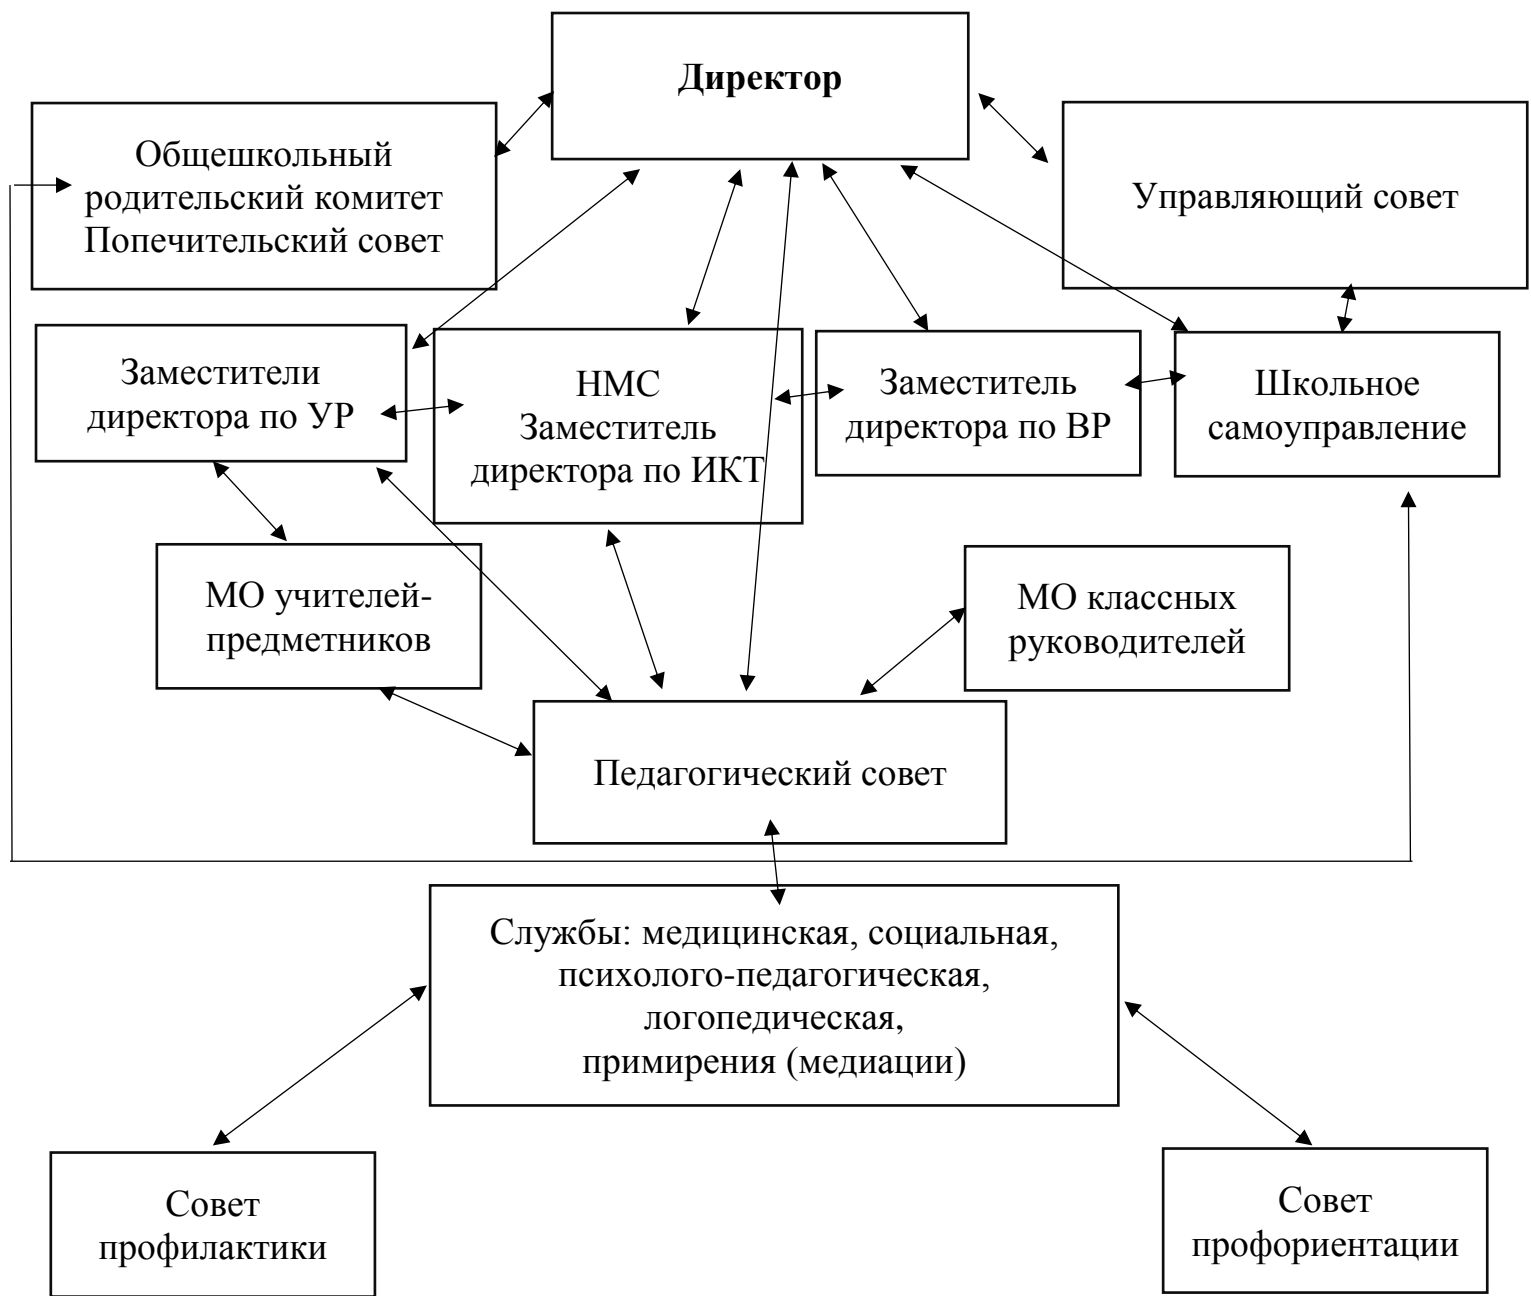 Директор
Общешкольный
родительский комитет
Попечительский совет
Управляющий совет
Заместители
директора по УР
НМС
Заместитель
директора по ИКТ
Заместитель
директора по ВР
Школьное
самоуправление
МО учителей-
предметников
МО классных
руководителей
Педагогический совет
Службы: медицинская, социальная,
психолого-педагогическая,
логопедическая,
примирения (медиации)
Совет
профилактики
Совет
профориентации